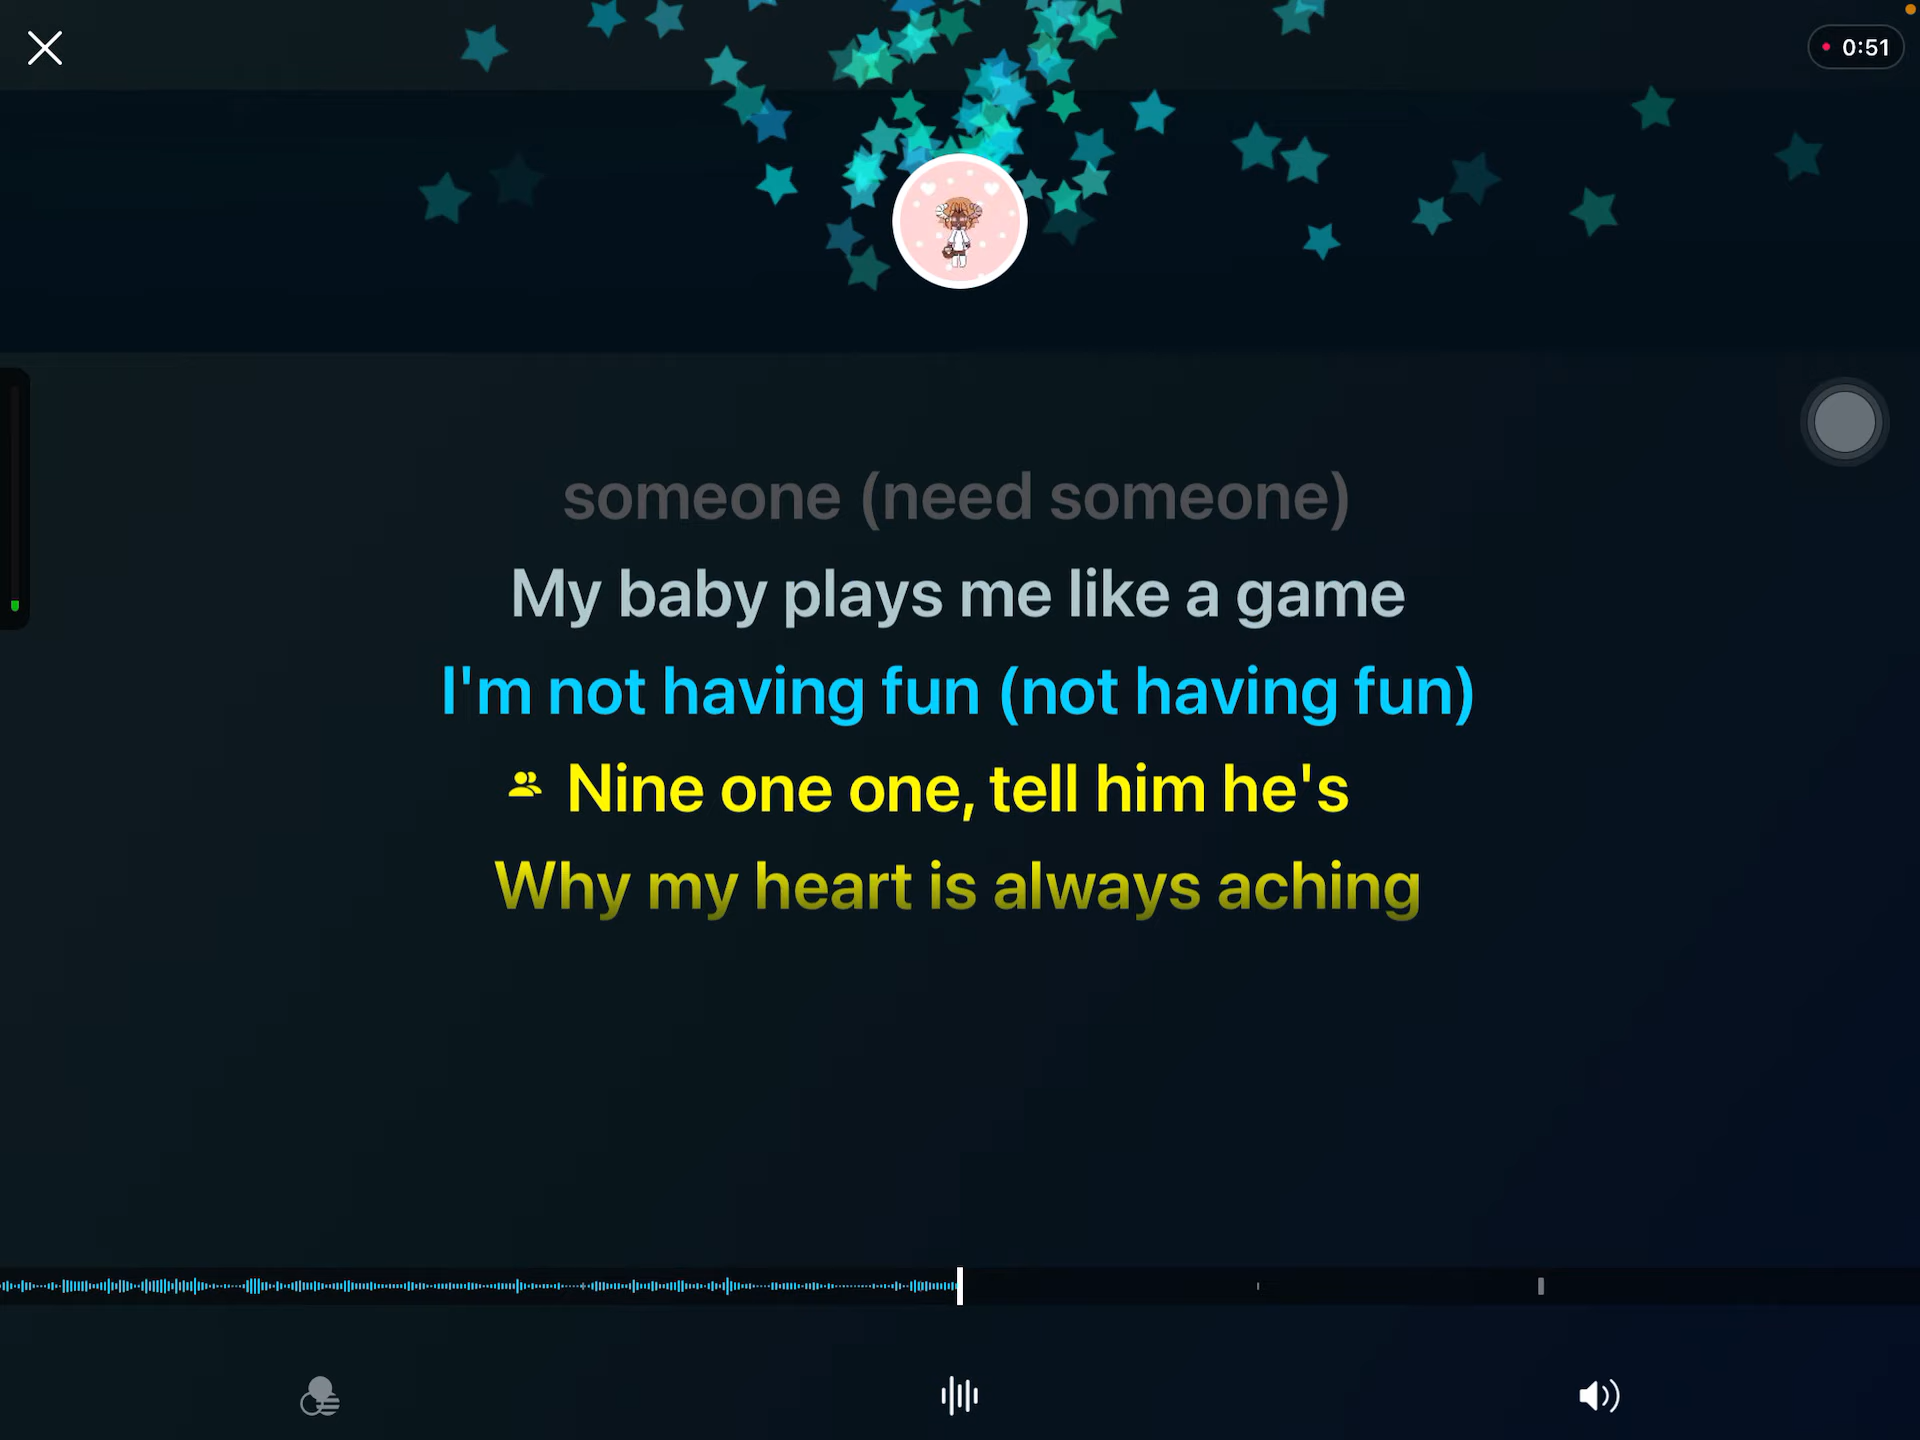 0:51
someone (need someone)
My baby plays me like a game
I'm not having fun (not having fun)
Nine one one, tell him he's
Why my heart is always aching